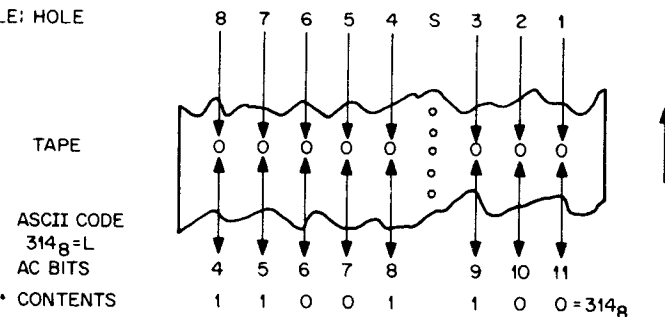 LE: HOLE 8 7 6 5 4 S 3 2 1
TAPE O O O O O O O O
ASCII CODE
314₈=L
AC BITS 4 5 6 7 8 9 10 11
• CONTENTS 1 1 0 0 1 1 0 0 = 314₈